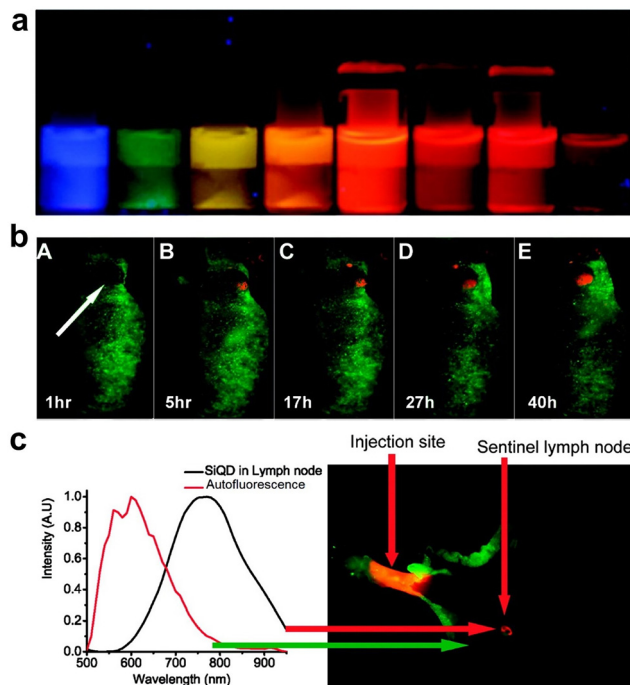 a
b
A B C D E
1hr 5hr 17h 27h 40h
c
Injection site
Sentinel lymph node
SiQD in Lymph node
Autofluorescence
Intensity (A.U)
1.0
0.8
0.6
0.4
0.2
0.0
500 600 700 800 900
Wavelength (nm)